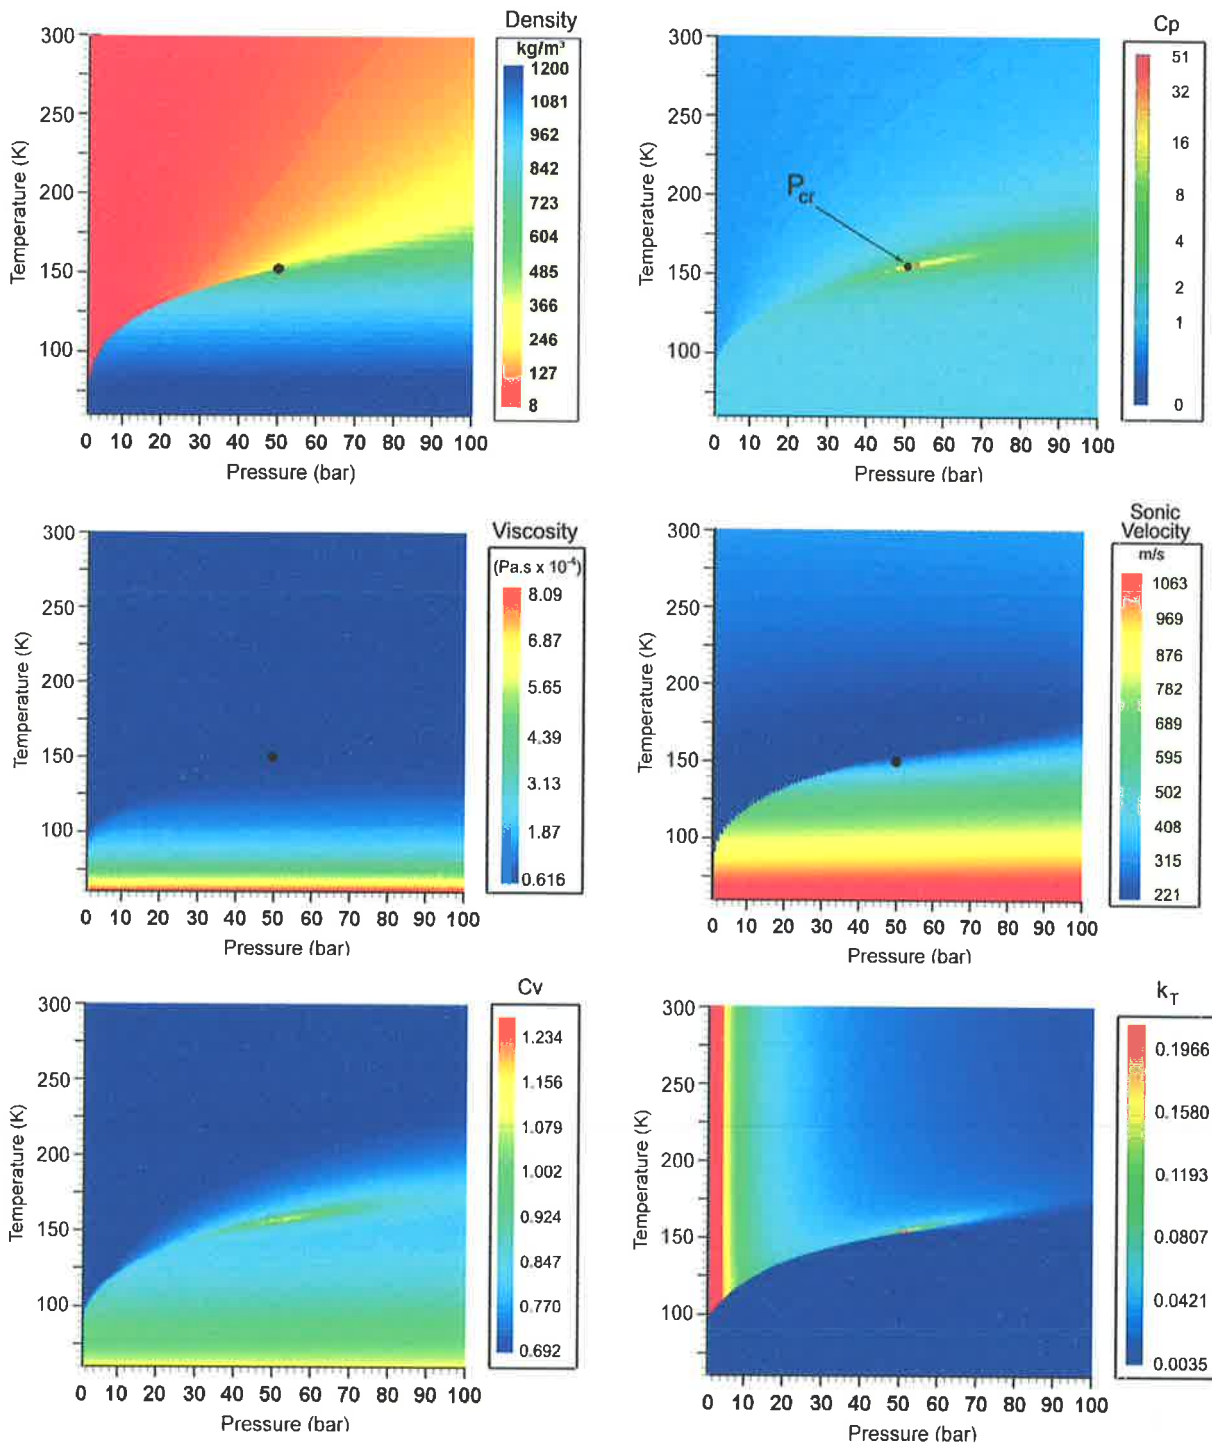 Density
kg/m³
300
250
200
150
100
Temperature (K)
0 10 20 30 40 50 60 70 80 90 100
Pressure (bar)
1200
1081
962
842
723
604
485
366
246
127
8
Cp
300
250
200
150
100
Temperature (K)
Pcr
0 10 20 30 40 50 60 70 80 90 100
Pressure (bar)
51
32
16
8
4
2
1
0
Viscosity
(Pa.s x 10⁻⁴)
300
250
200
150
100
Temperature (K)
0 10 20 30 40 50 60 70 80 90 100
Pressure (bar)
8.09
6.87
5.65
4.39
3.13
1.87
0.616
Sonic
Velocity
m/s
300
250
200
150
100
Temperature (K)
0 10 20 30 40 50 60 70 80 90 100
Pressure (bar)
1063
969
876
782
689
595
502
408
315
221
Cv
300
250
200
150
100
Temperature (K)
0 10 20 30 40 50 60 70 80 90 100
Pressure (bar)
1.234
1.156
1.079
1.002
0.924
0.847
0.770
0.692
kT
300
250
200
150
100
Temperature (K)
0 10 20 30 40 50 60 70 80 90 100
Pressure (bar)
0.1966
0.1580
0.1193
0.0807
0.0421
0.0035